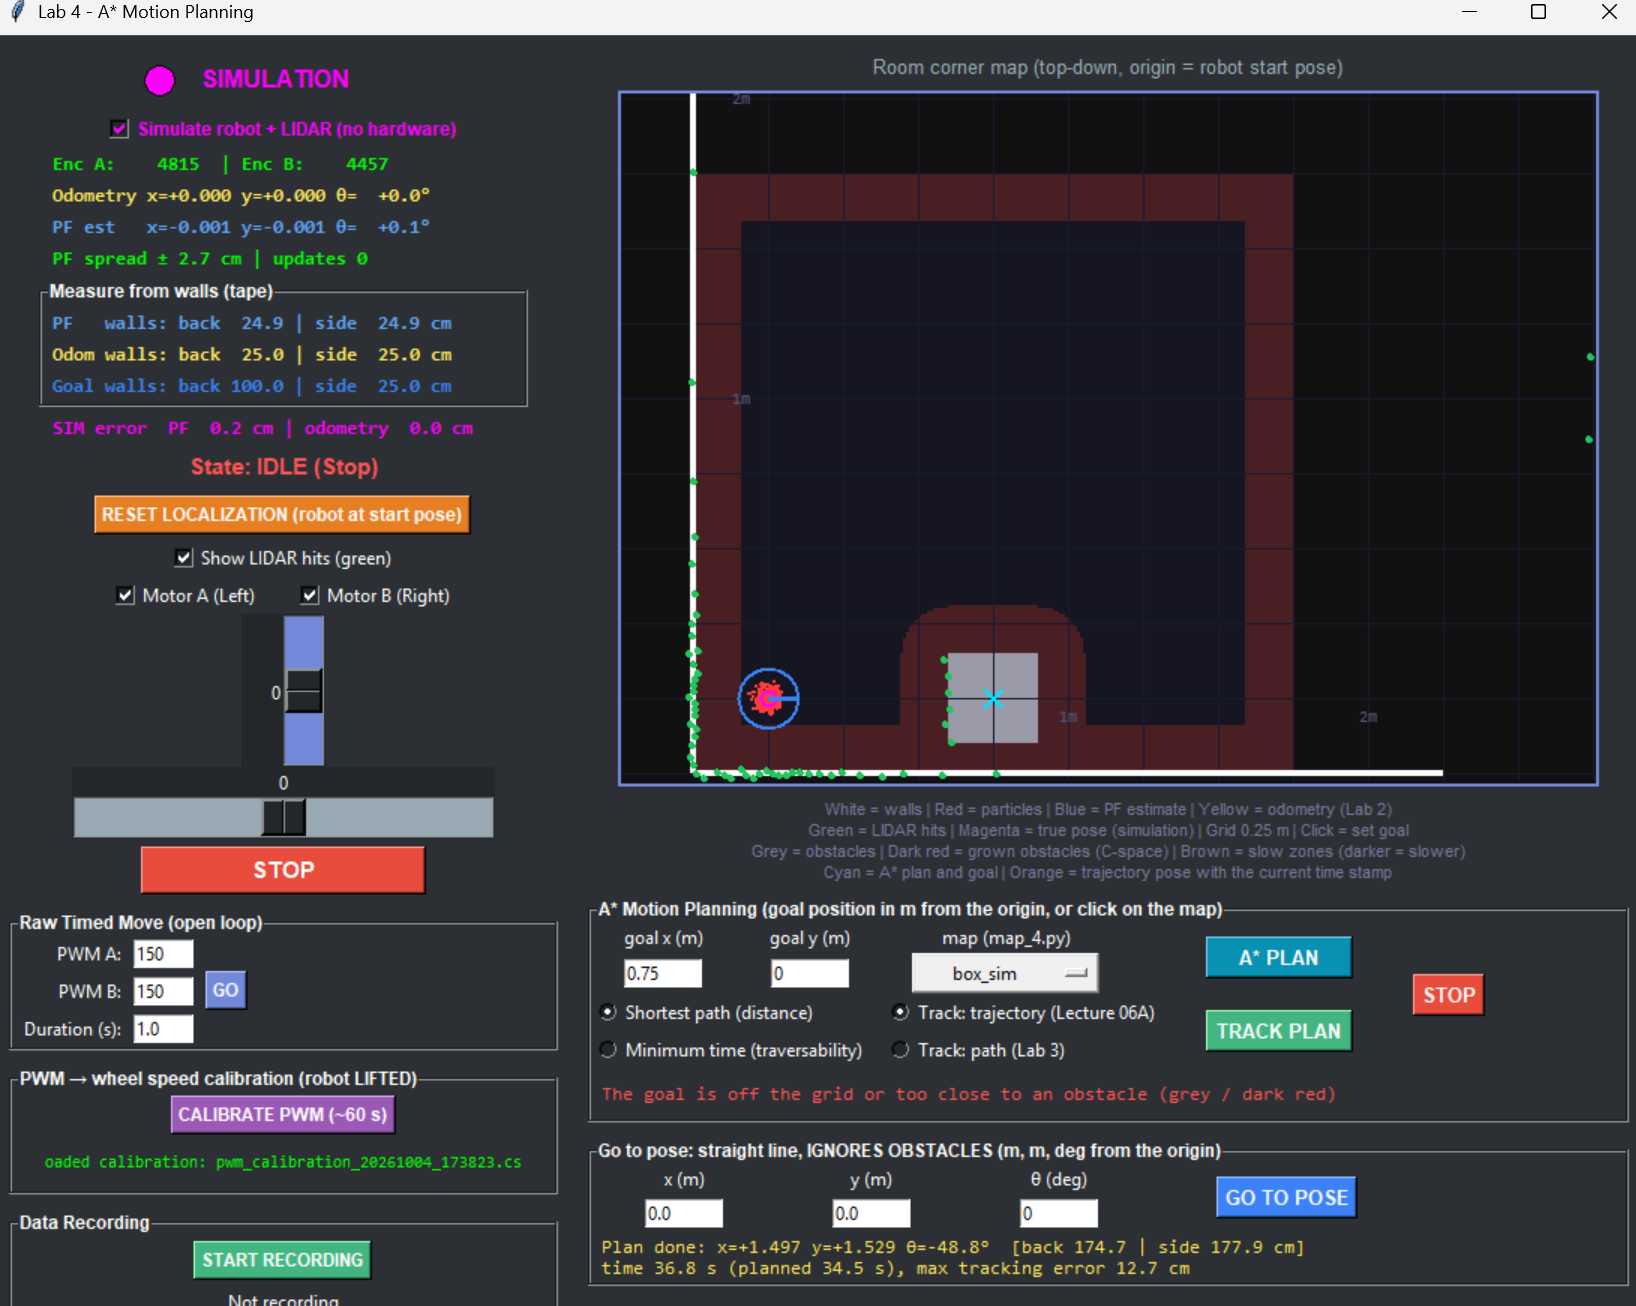 Lab 4 - A* Motion Planning
SIMULATION
Simulate robot + LIDAR (no hardware)
Enc A: 4815 | Enc B: 4457
Odometry x=+0.000 y=+0.000 θ= +0.0°
PF est x=-0.001 y=-0.001 θ= +0.1°
PF spread ± 2.7 cm | updates 0
Measure from walls (tape)
PF walls: back 24.9 | side 24.9 cm
Odom walls: back 25.0 | side 25.0 cm
Goal walls: back 100.0 | side 25.0 cm
SIM error PF 0.2 cm | odometry 0.0 cm
State: IDLE (Stop)
RESET LOCALIZATION (robot at start pose)
Show LIDAR hits (green)
Motor A (Left) Motor B (Right)
0
0
STOP
Raw Timed Move (open loop)
PWM A: 150
PWM B: 150
GO
Duration (s): 1.0
PWM → wheel speed calibration (robot LIFTED)
CALIBRATE PWM (~60 s)
oaded calibration: pwm_calibration_20261004_173823.cs
Data Recording
START RECORDING
Not recording
Room corner map (top-down, origin = robot start pose)
2m
1m
1m 2m
White = walls | Red = particles | Blue = PF estimate | Yellow = odometry (Lab 2)
Green = LIDAR hits | Magenta = true pose (simulation) | Grid 0.25 m | Click = set goal
Grey = obstacles | Dark red = grown obstacles (C-space) | Brown = slow zones (darker = slower)
Cyan = A* plan and goal | Orange = trajectory pose with the current time stamp
A* Motion Planning (goal position in m from the origin, or click on the map)
goal x (m) goal y (m) map (map_4.py)
0.75 0 box_sim
A* PLAN
STOP
Shortest path (distance) Track: trajectory (Lecture 06A)
TRACK PLAN
Minimum time (traversability) Track: path (Lab 3)
The goal is off the grid or too close to an obstacle (grey / dark red)
Go to pose: straight line, IGNORES OBSTACLES (m, m, deg from the origin)
x (m) y (m) θ (deg)
0.0 0.0 0
GO TO POSE
Plan done: x=+1.497 y=+1.529 θ=-48.8° [back 174.7 | side 177.9 cm]
time 36.8 s (planned 34.5 s), max tracking error 12.7 cm